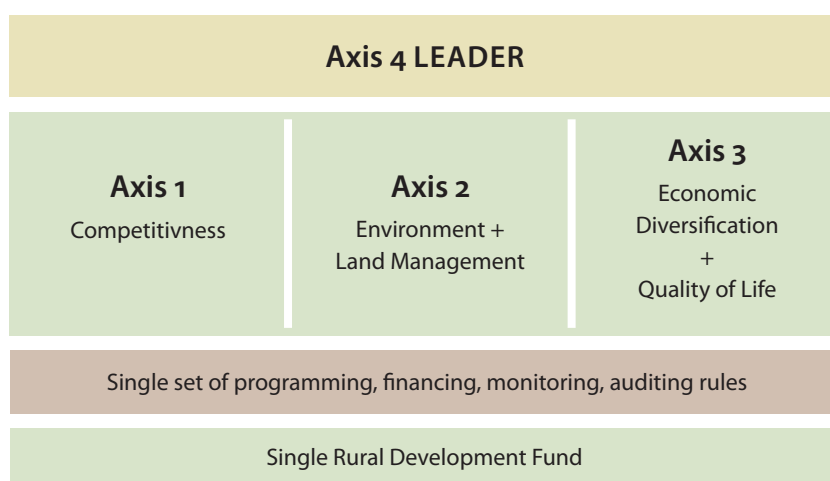 Axis 4 LEADER
Axis 1
Competitivness
Axis 2
Environment +
Land Management
Axis 3
Economic
Diversification
+
Quality of Life
Single set of programming, financing, monitoring, auditing rules
Single Rural Development Fund